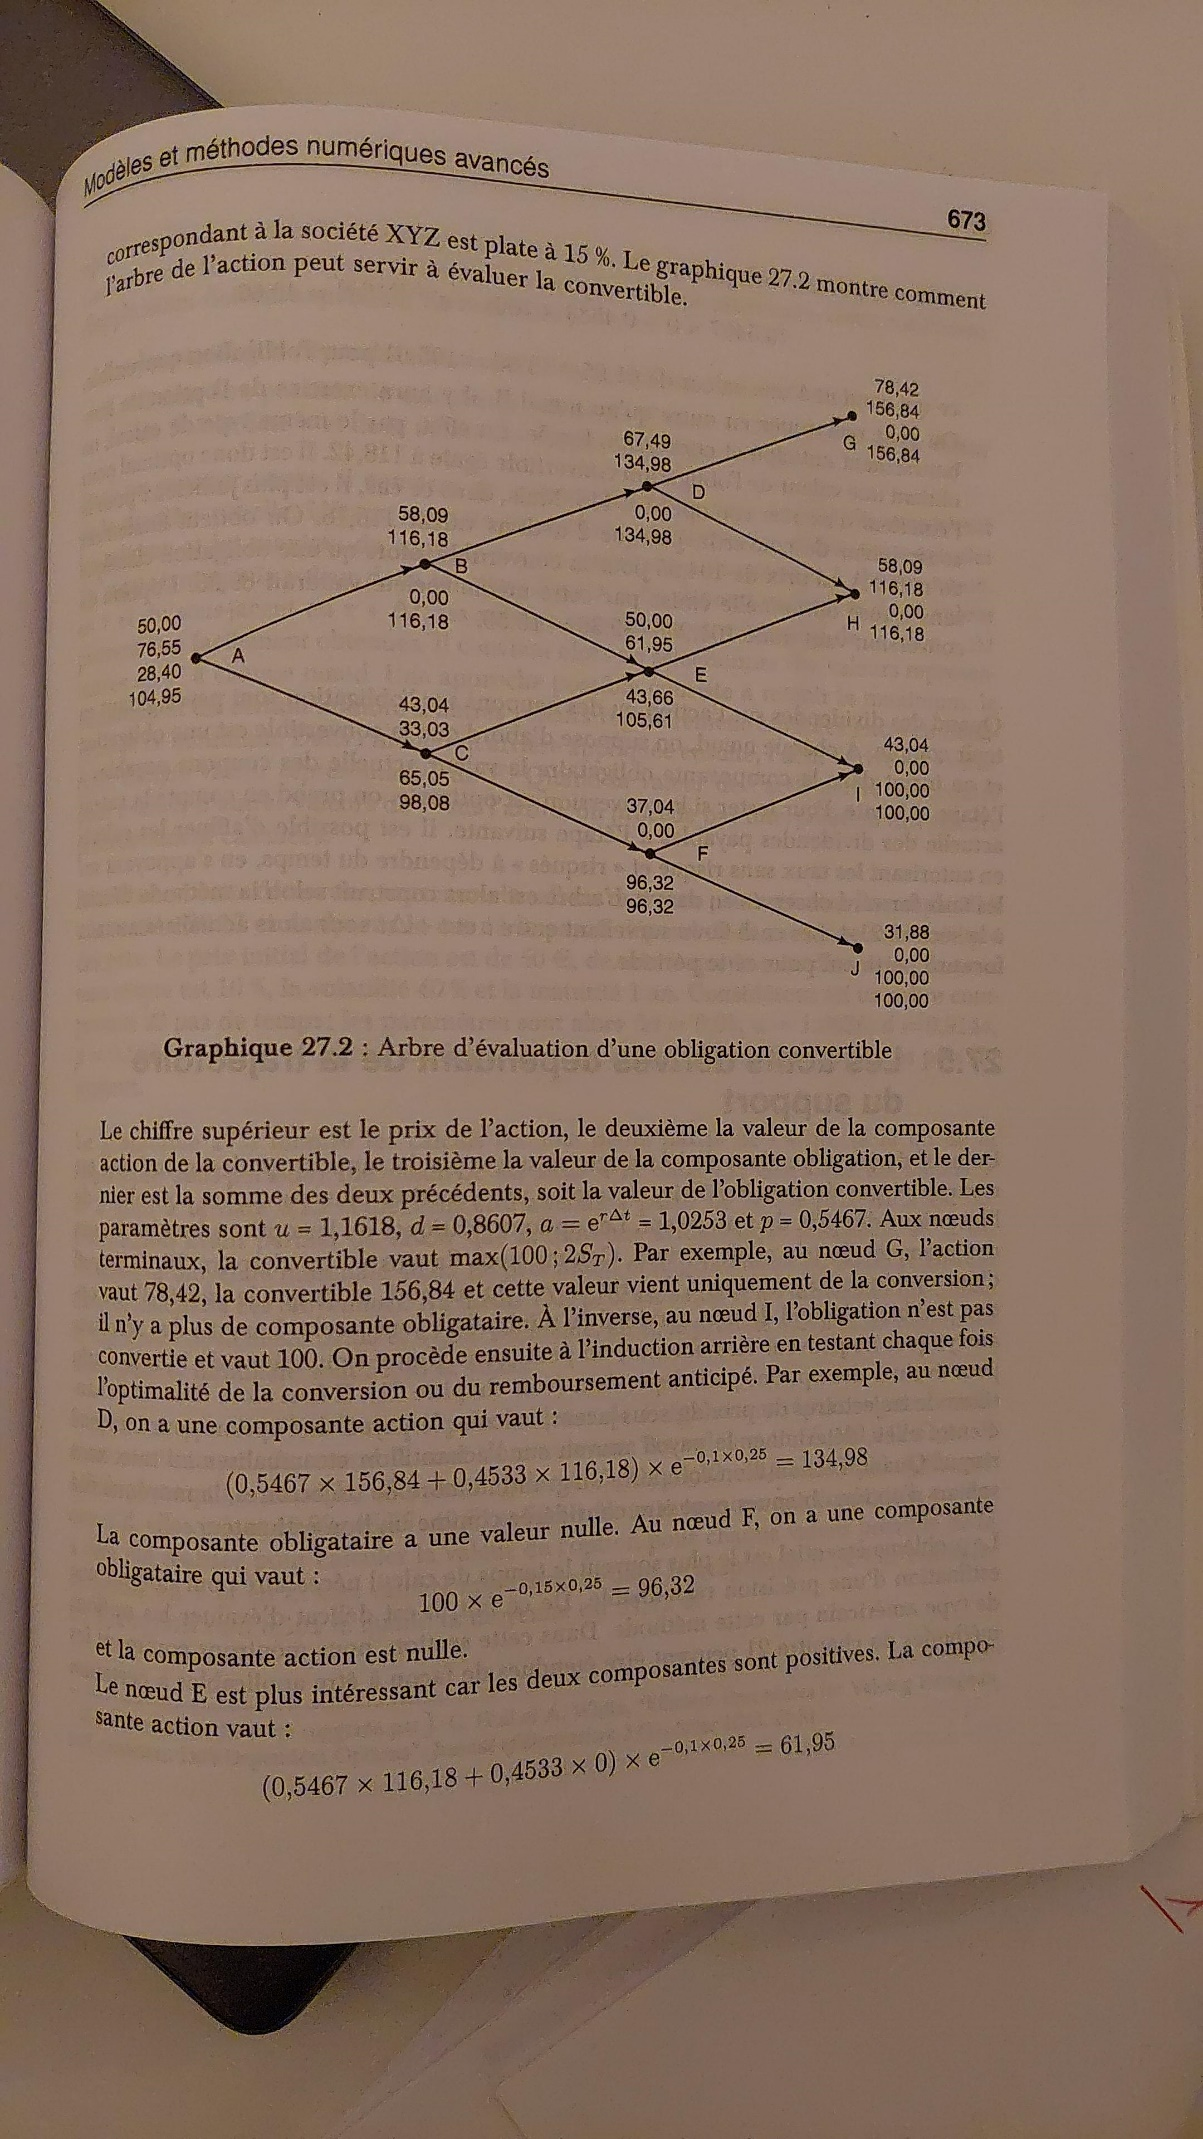 Modèles et méthodes numériques avancés
673
correspondant à la société XYZ est plate à 15 %. Le graphique 27.2 montre comment
l'arbre de l'action peut servir à évaluer la convertible.
78,42
156,84
0,00
G 156,84
67,49
134,98
D
0,00
134,98
58,09
116,18
B
0,00
116,18
58,09
116,18
0,00
H 116,18
50,00
76,55
A
28,40
104,95
50,00
61,95
E
43,66
105,61
43,04
33,03
C
65,05
98,08
43,04
0,00
I 100,00
100,00
37,04
0,00
F
96,32
96,32
31,88
0,00
J 100,00
100,00
Graphique 27.2 : Arbre d'évaluation d'une obligation convertible
Le chiffre supérieur est le prix de l'action, le deuxième la valeur de la composante
action de la convertible, le troisième la valeur de la composante obligation, et le der-
nier est la somme des deux précédents, soit la valeur de l'obligation convertible. Les
paramètres sont u = 1,1618, d = 0,8607, a = e^{rΔt} = 1,0253 et p = 0,5467. Aux nœuds
terminaux, la convertible vaut max(100 ; 2S_T). Par exemple, au nœud G, l'action
vaut 78,42, la convertible 156,84 et cette valeur vient uniquement de la conversion ;
il n'y a plus de composante obligataire. À l'inverse, au nœud I, l'obligation n'est pas
convertie et vaut 100. On procède ensuite à l'induction arrière en testant chaque fois
l'optimalité de la conversion ou du remboursement anticipé. Par exemple, au nœud
D, on a une composante action qui vaut :
(0,5467 × 156,84 + 0,4533 × 116,18) × e^{−0,1×0,25} = 134,98
La composante obligataire a une valeur nulle. Au nœud F, on a une composante
obligataire qui vaut :
100 × e^{−0,15×0,25} = 96,32
et la composante action est nulle.
Le nœud E est plus intéressant car les deux composantes sont positives. La compo-
sante action vaut :
(0,5467 × 116,18 + 0,4533 × 0) × e^{−0,1×0,25} = 61,95